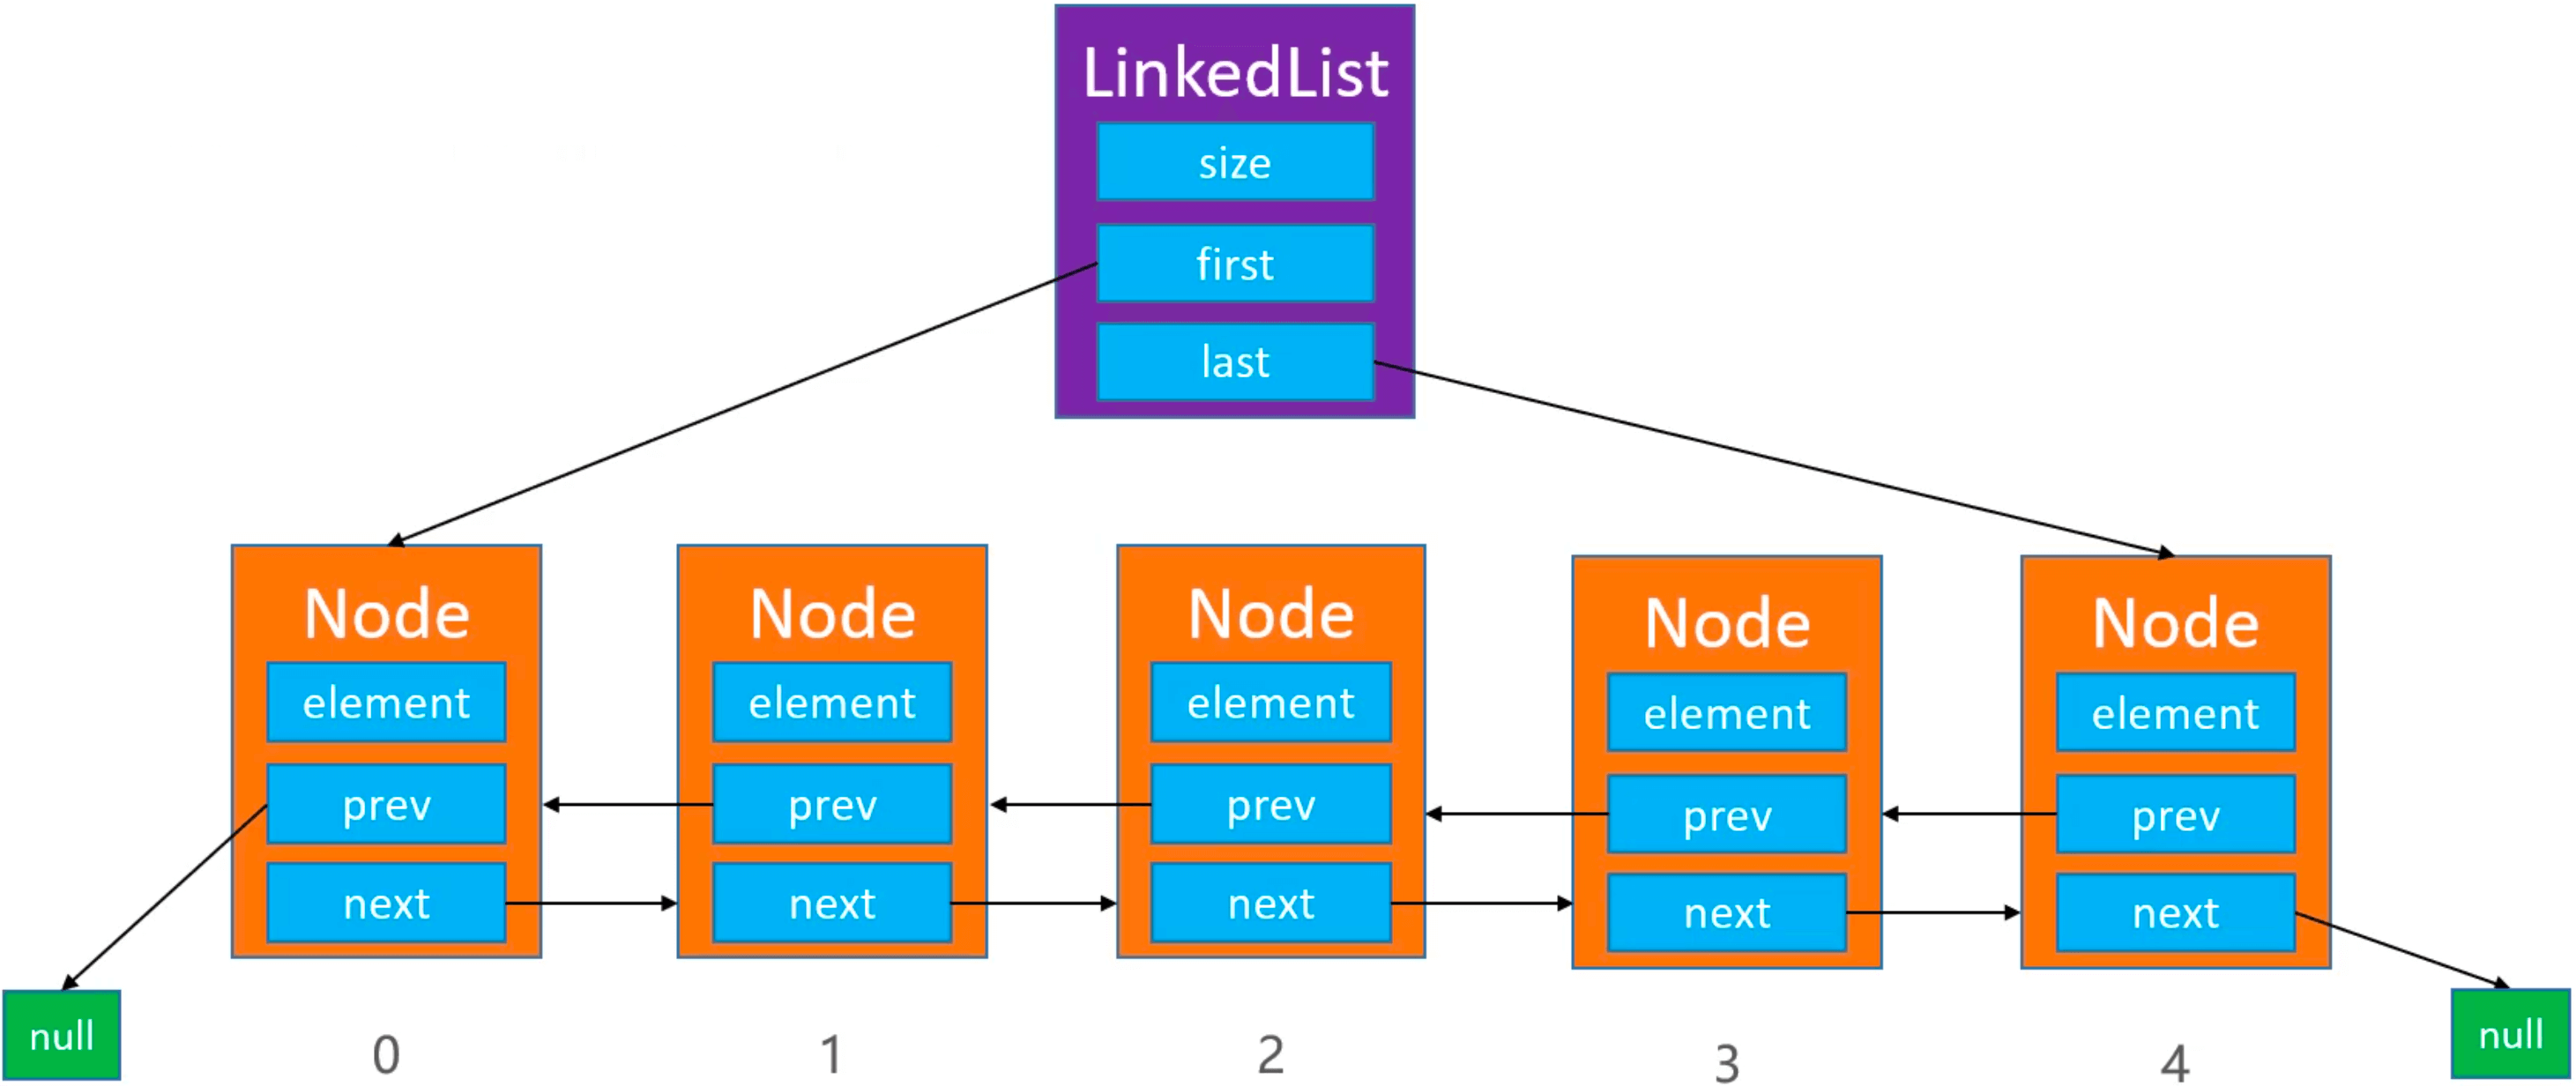 LinkedList
size
first
last
Node
element
prev
next
Node
element
prev
next
Node
element
prev
next
Node
element
prev
next
Node
element
prev
next
null
0
1
2
3
4
null